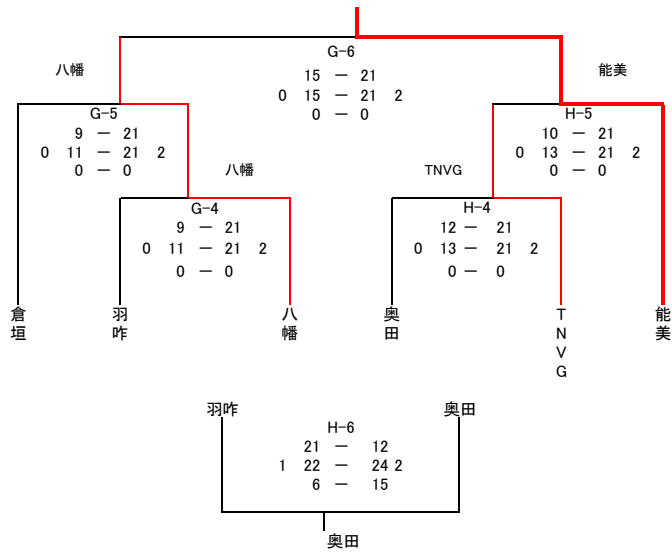 G-6
八幡
能美
15 － 21
0 15 － 21 2
0 － 0
G-5
9 － 21
0 11 － 21 2
0 － 0
H-5
10 － 21
0 13 － 21 2
0 － 0
八幡
TNVG
G-4
9 － 21
0 11 － 21 2
0 － 0
H-4
12 － 21
0 13 － 21 2
0 － 0
倉垣
羽咋
八幡
奥田
TNVG
能美
羽咋
奥田
H-6
21 － 12
1 22 － 24 2
6 － 15
奥田